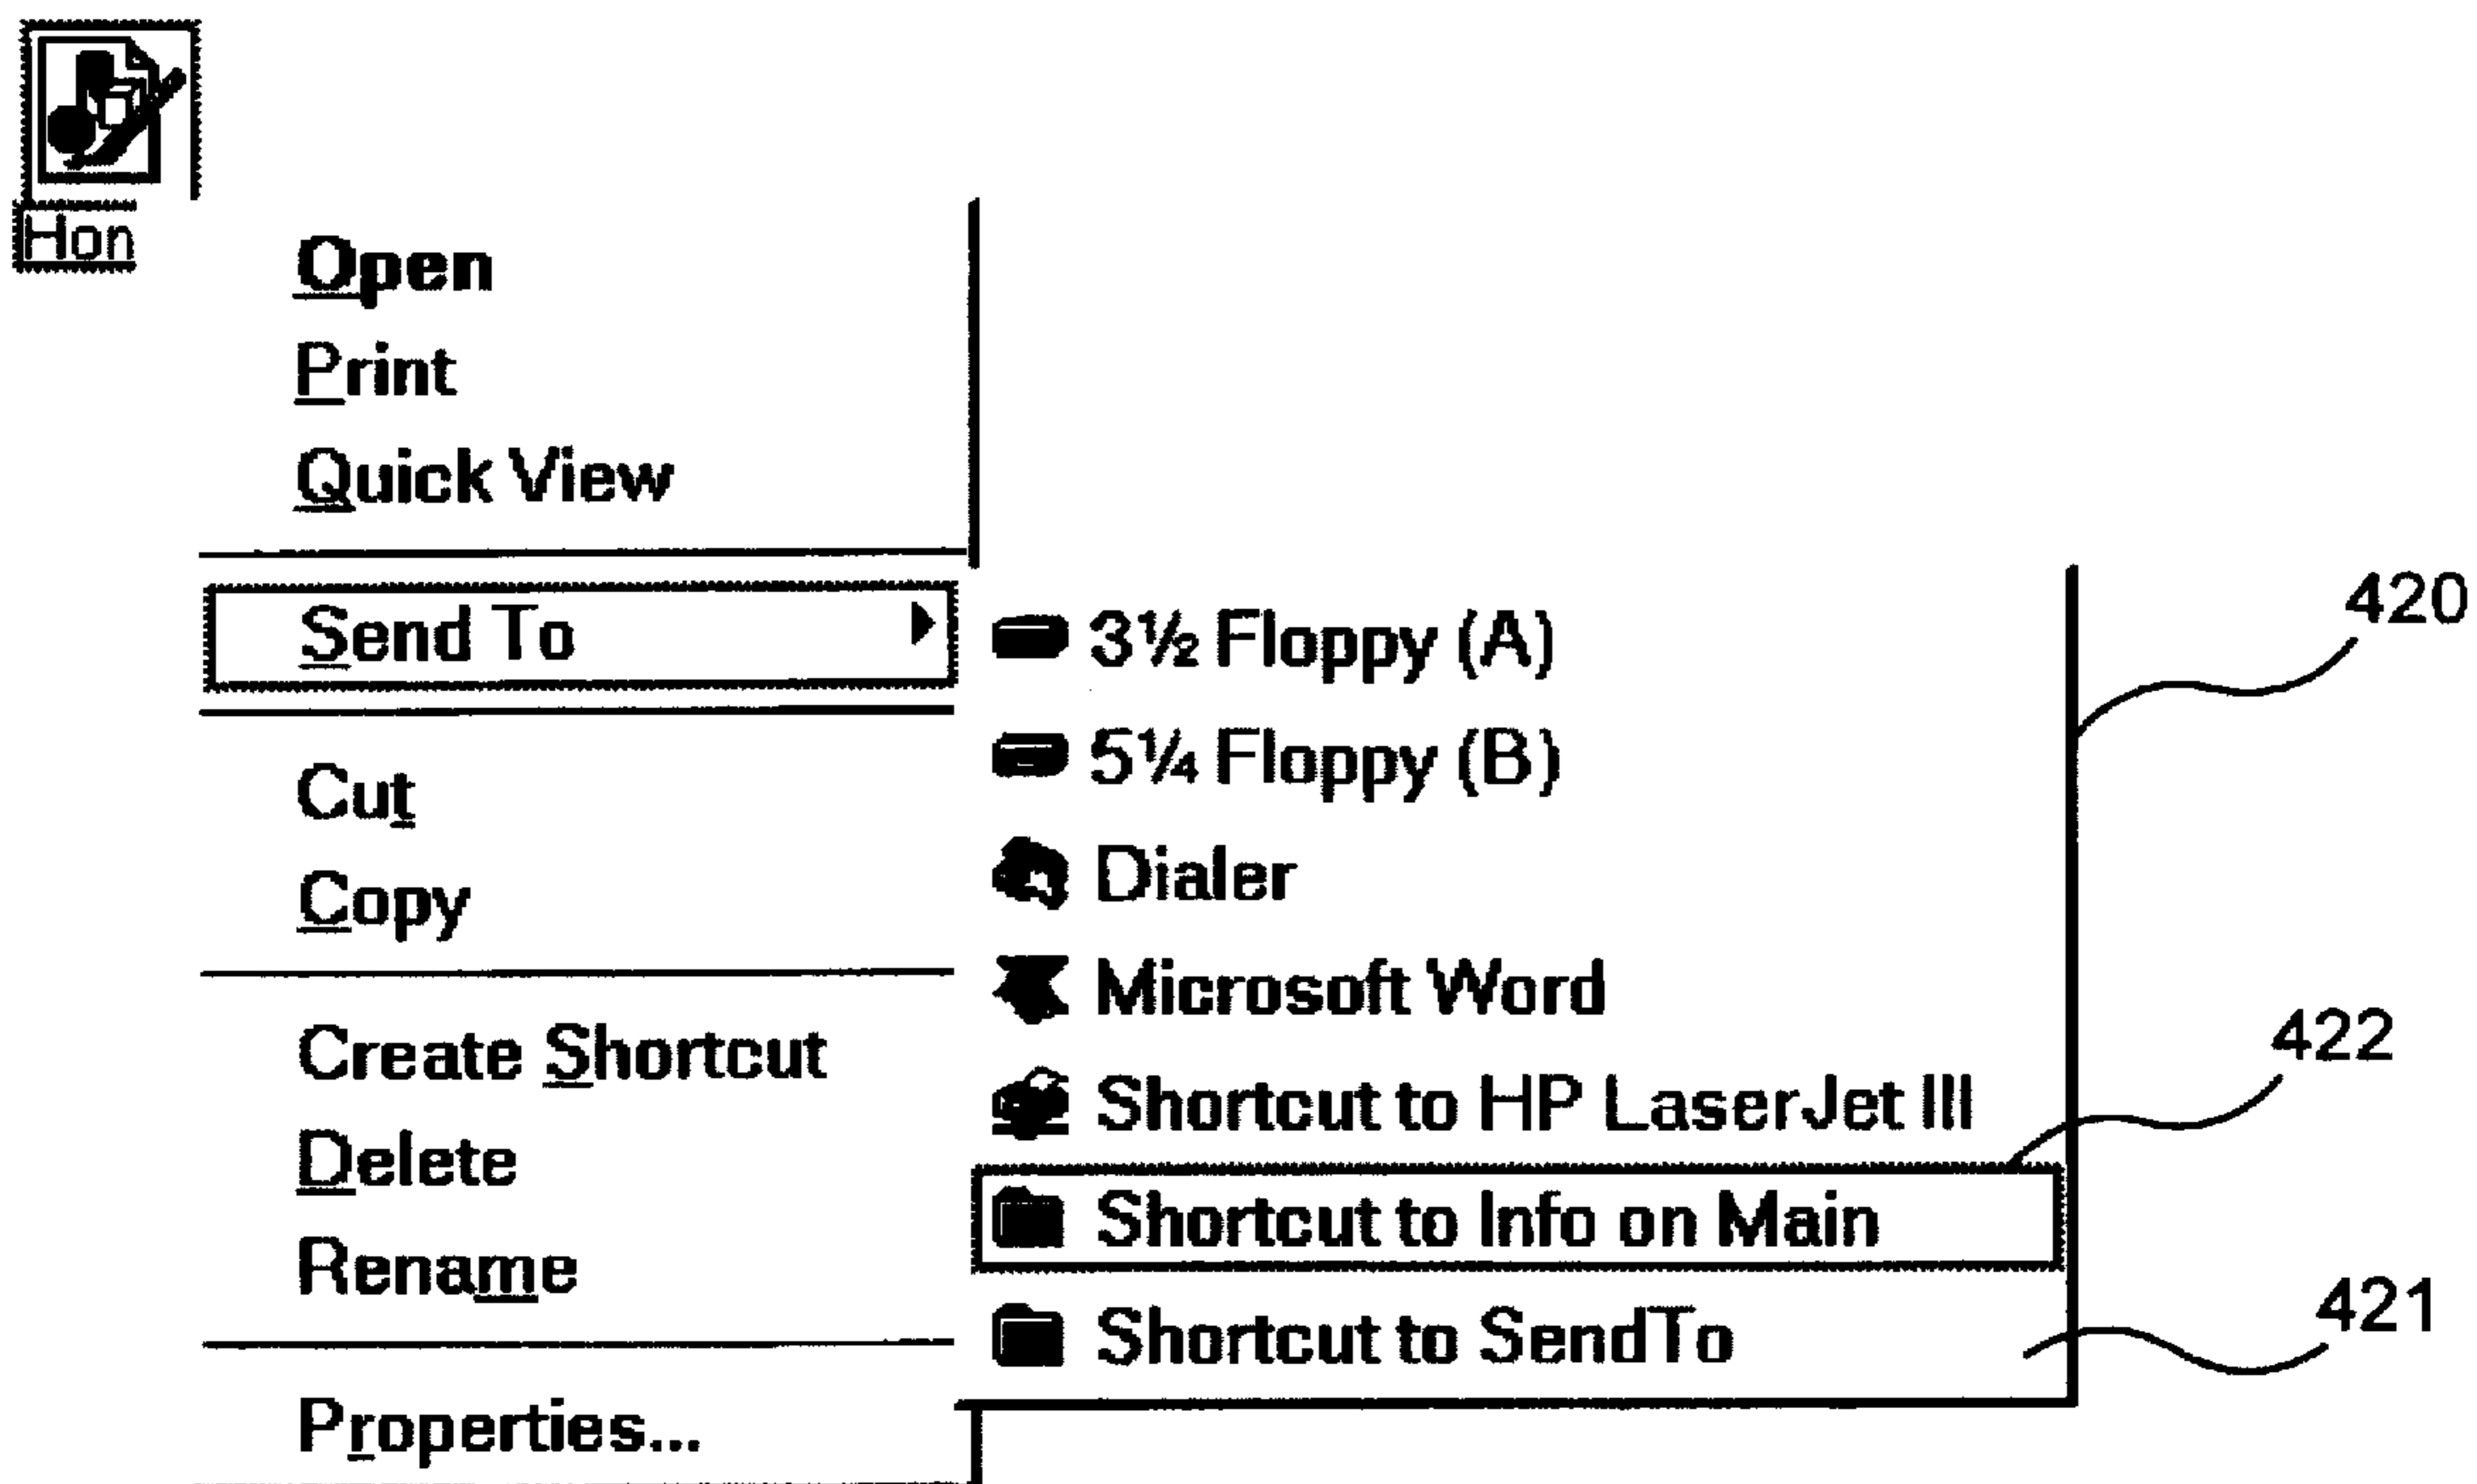 Hon
Open
Print
Quick View
Send To
Cut
Copy
Create Shortcut
Delete
Rename
Properties...
3½ Floppy (A)
5¼ Floppy (B)
Dialer
Microsoft Word
Shortcut to HP LaserJet III
Shortcut to Info on Main
Shortcut to SendTo
420
422
421